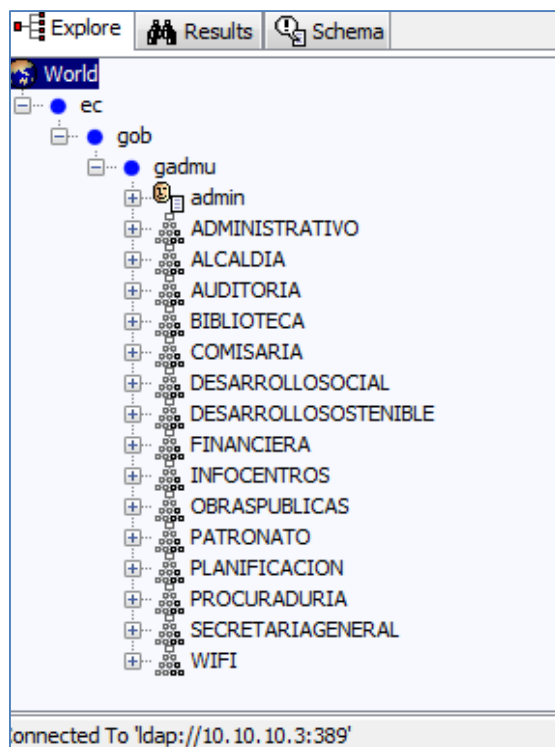 Explore Results Schema
World
ec
gob
gadmu
admin
ADMINISTRATIVO
ALCALDIA
AUDITORIA
BIBLIOTECA
COMISARIA
DESARROLLOSOCIAL
DESARROLLOSOSTENIBLE
FINANCIERA
INFOCENTROS
OBRASPUBLICAS
PATRONATO
PLANIFICACION
PROCURADURIA
SECRETARIAGENERAL
WIFI
onnected To 'ldap://10.10.10.3:389'